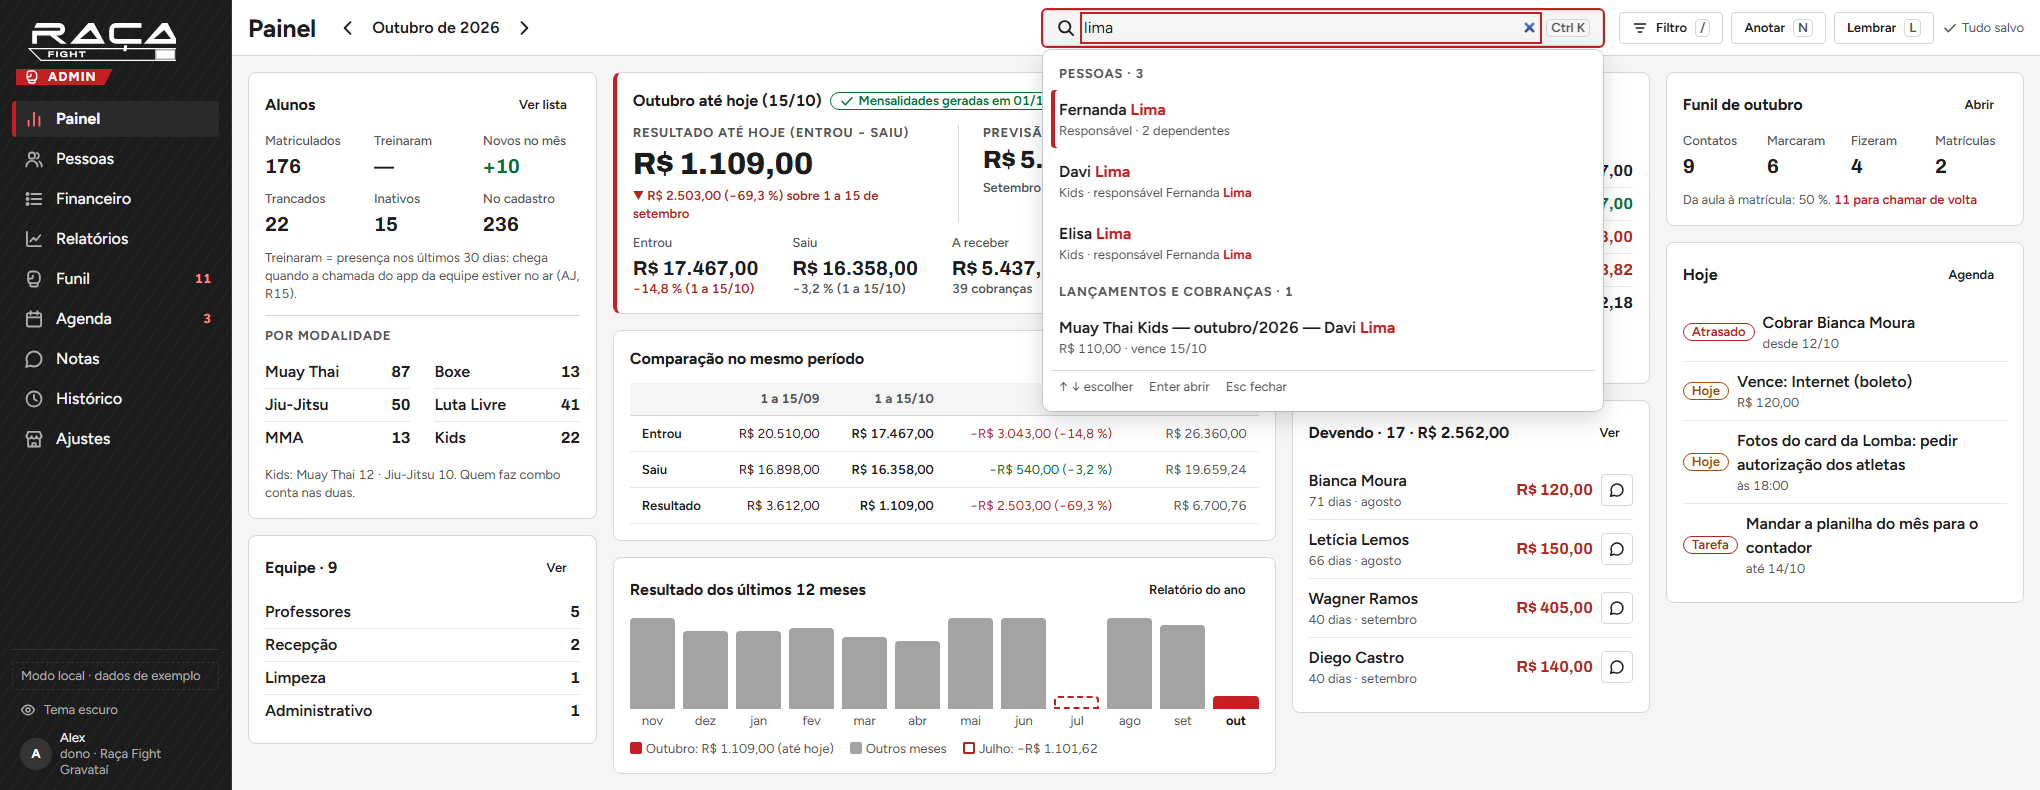 RAÇA
FIGHT
ADMIN
Painel
Pessoas
Financeiro
Relatórios
Funil 11
Agenda 3
Notas
Histórico
Ajustes
Modo local · dados de exemplo
Tema escuro
A
Alex
dono · Raça Fight
Gravataí
Painel
Outubro de 2026
lima
Ctrl K
Filtro /
Anotar N
Lembrar L
Tudo salvo
PESSOAS · 3
Fernanda Lima
Responsável · 2 dependentes
Davi Lima
Kids · responsável Fernanda Lima
Elisa Lima
Kids · responsável Fernanda Lima
LANÇAMENTOS E COBRANÇAS · 1
Muay Thai Kids — outubro/2026 — Davi Lima
R$ 110,00 · vence 15/10
↑ ↓ escolher Enter abrir Esc fechar
Alunos Ver lista
Matriculados Treinaram Novos no mês
176 — +10
Trancados Inativos No cadastro
22 15 236
Treinaram = presença nos últimos 30 dias: chega
quando a chamada do app da equipe estiver no ar (AJ,
R15).
POR MODALIDADE
Muay Thai 87 Boxe 13
Jiu-Jitsu 50 Luta Livre 41
MMA 13 Kids 22
Kids: Muay Thai 12 · Jiu-Jitsu 10. Quem faz combo
conta nas duas.
Equipe · 9 Ver
Professores 5
Recepção 2
Limpeza 1
Administrativo 1
Outubro até hoje (15/10) Mensalidades geradas em 01/1
RESULTADO ATÉ HOJE (ENTROU − SAIU)
R$ 1.109,00
▼ R$ 2.503,00 (−69,3 %) sobre 1 a 15 de
setembro
PREVISÃ
R$ 5.
Setembro
Entrou Saiu A receber
R$ 17.467,00 R$ 16.358,00 R$ 5.437,
−14,8 % (1 a 15/10) −3,2 % (1 a 15/10) 39 cobranças
7,00
7,00
3,00
3,82
2,18
Comparação no mesmo período
1 a 15/09 1 a 15/10
Entrou R$ 20.510,00 R$ 17.467,00 −R$ 3.043,00 (−14,8 %) R$ 26.360,00
Saiu R$ 16.898,00 R$ 16.358,00 −R$ 540,00 (−3,2 %) R$ 19.659,24
Resultado R$ 3.612,00 R$ 1.109,00 −R$ 2.503,00 (−69,3 %) R$ 6.700,76
Resultado dos últimos 12 meses Relatório do ano
nov dez jan fev mar abr mai jun jul ago set out
Outubro: R$ 1.109,00 (até hoje) Outros meses Julho: −R$ 1.101,62
Devendo · 17 · R$ 2.562,00 Ver
Bianca Moura R$ 120,00
71 dias · agosto
Letícia Lemos R$ 150,00
66 dias · agosto
Wagner Ramos R$ 405,00
40 dias · setembro
Diego Castro R$ 140,00
40 dias · setembro
Funil de outubro Abrir
Contatos Marcaram Fizeram Matrículas
9 6 4 2
Da aula à matrícula: 50 %. 11 para chamar de volta
Hoje Agenda
Atrasado Cobrar Bianca Moura
desde 12/10
Hoje Vence: Internet (boleto)
R$ 120,00
Hoje Fotos do card da Lomba: pedir
autorização dos atletas
às 18:00
Tarefa Mandar a planilha do mês para o
contador
até 14/10